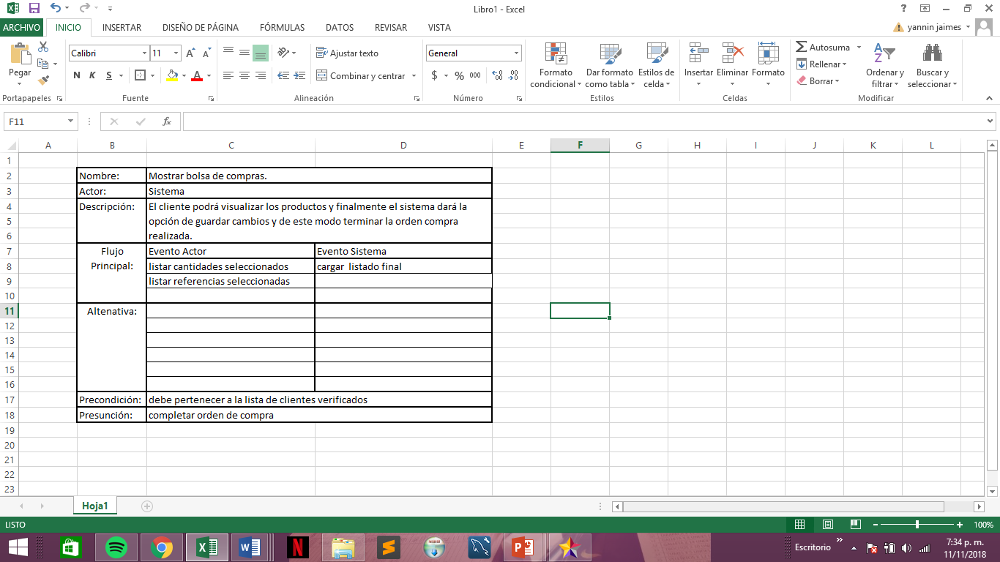 Libro1 - Excel
ARCHIVO INICIO INSERTAR DISEÑO DE PÁGINA FÓRMULAS DATOS REVISAR VISTA yannin jaimes
Pegar
Calibri 11
N K S
Ajustar texto
Combinar y centrar
General
$ % 000
Formato condicional
Dar formato como tabla
Estilos de celda
Insertar Eliminar Formato
Autosuma
Rellenar
Borrar
Ordenar y filtrar
Buscar y seleccionar
Portapapeles Fuente Alineación Número Estilos Celdas Modificar
F11 fx
A B C D E F G H I J K L
1
2 Nombre: Mostrar bolsa de compras.
3 Actor: Sistema
4 Descripción: El cliente podrá visualizar los productos y finalmente el sistema dará la
5 opción de guardar cambios y de este modo terminar la orden compra
6 realizada.
7 Flujo Evento Actor Evento Sistema
8 Principal: listar cantidades seleccionados cargar  listado final
9 listar referencias seleccionadas
10
11 Altenativa:
12
13
14
15
16
17 Precondición: debe pertenecer a la lista de clientes verificados
18 Presunción: completar orden de compra
19
20
21
22
23
Hoja1
LISTO 100%
Escritorio
7:34 p. m.
11/11/2018